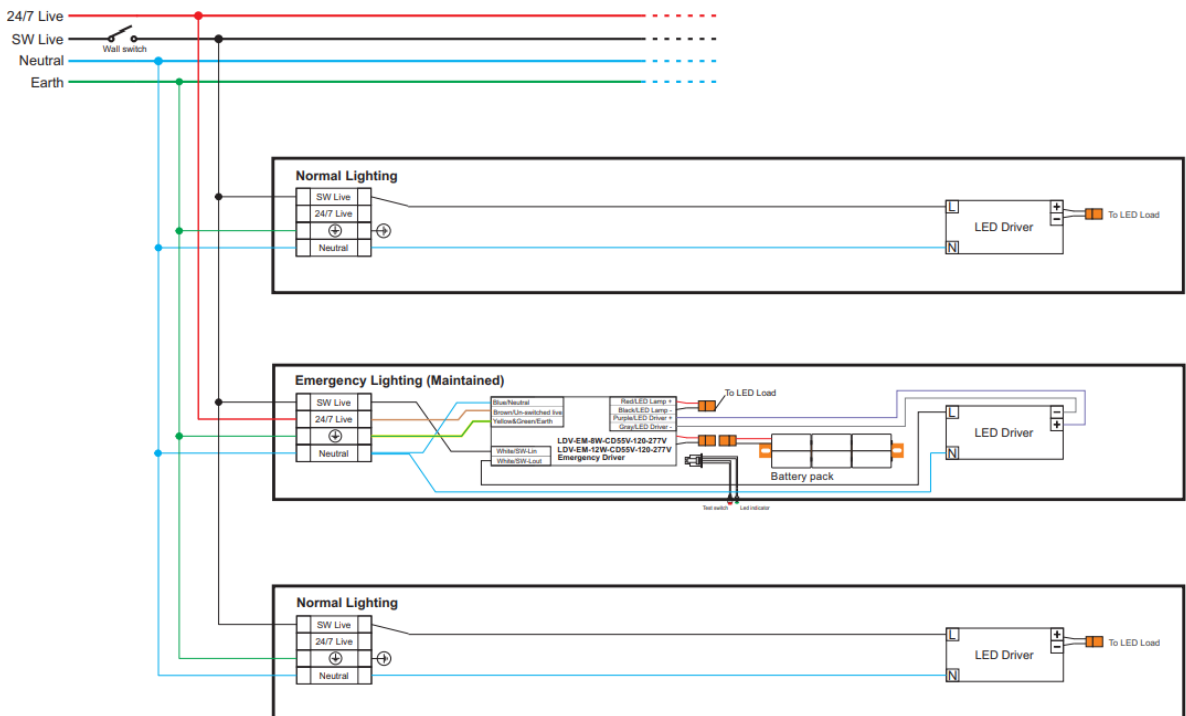 24/7 Live
SW Live
Wall switch
Neutral
Earth
Normal Lighting
SW Live
24/7 Live
Neutral
L
N
LED Driver
+
−
To LED Load
Emergency Lighting (Maintained)
SW Live
24/7 Live
Neutral
Blue/Neutral
Brown/Un-switched live
Yellow&Green/Earth
White/SW-Lin
White/SW-Lout
Red/LED Lamp +
Black/LED Lamp -
Purple/LED Driver +
Gray/LED Driver -
LDV-EM-8W-CD55V-120-277V
LDV-EM-12W-CD55V-120-277V
Emergency Driver
To LED Load
Battery pack
Test switch
Led indicator
L
N
LED Driver
−
+
Normal Lighting
SW Live
24/7 Live
Neutral
L
N
LED Driver
+
−
To LED Load